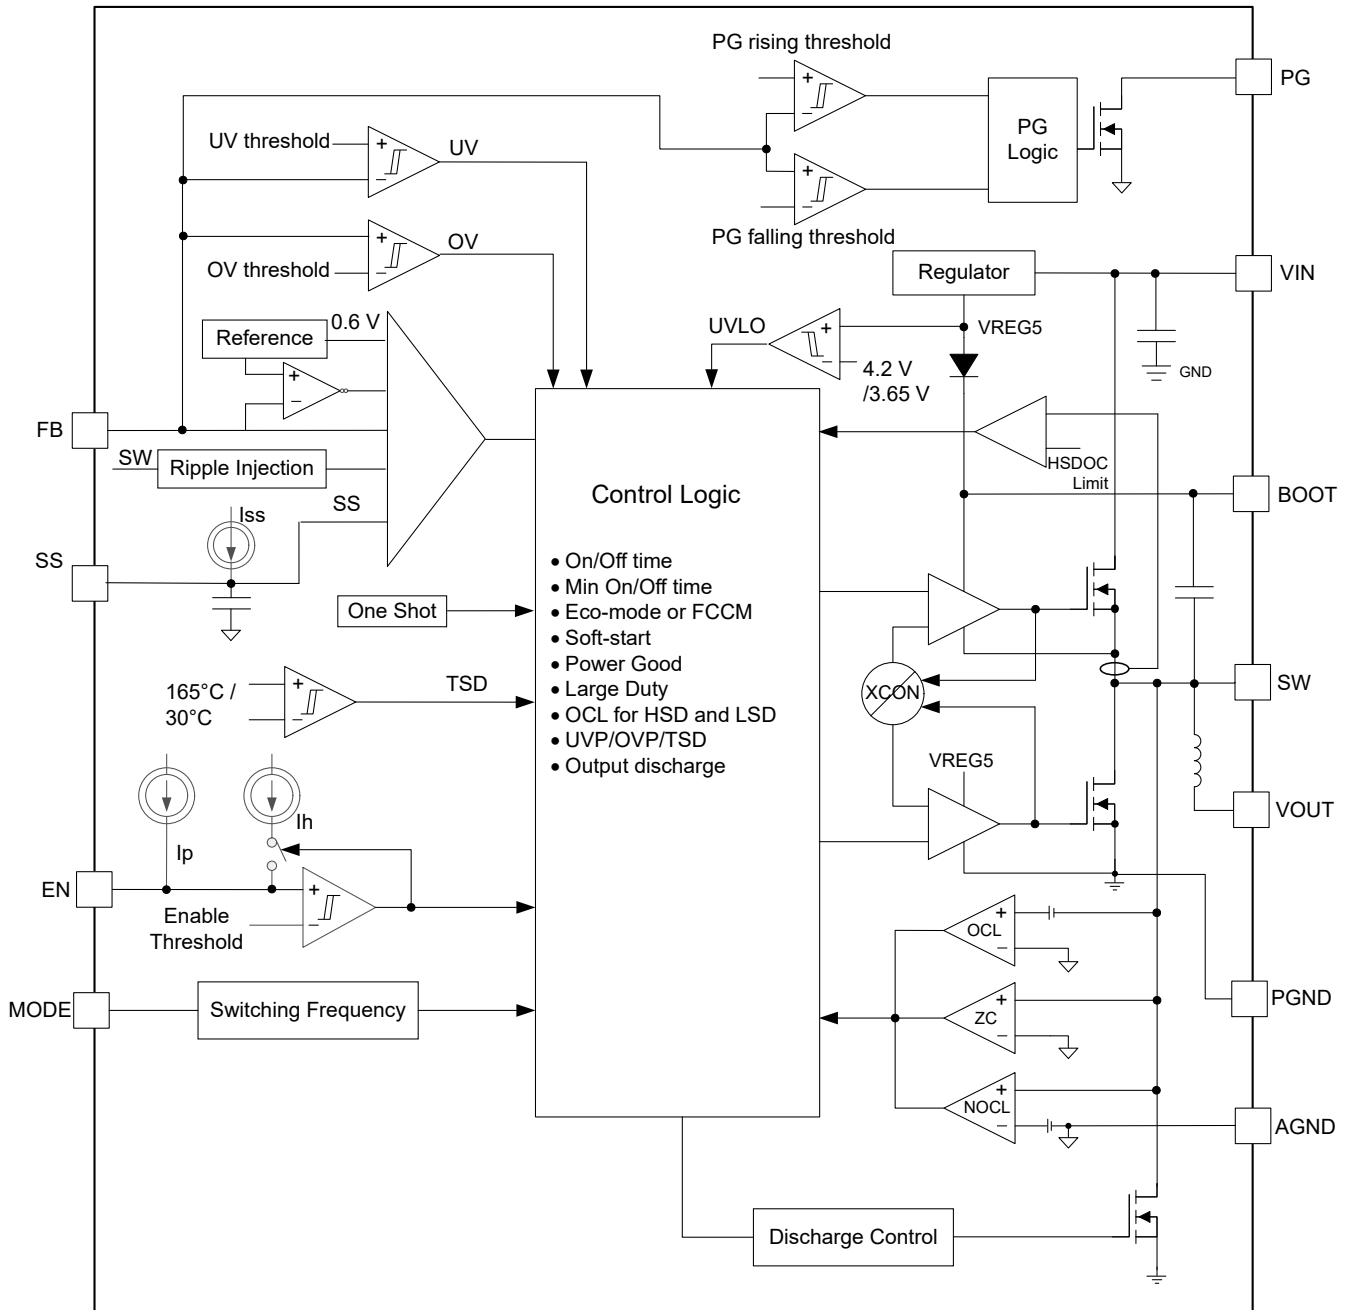 PG rising threshold
PG
PG
Logic
UV threshold
+
−
UV
+
−
+
−
PG falling threshold
OV threshold
+
−
OV
Regulator
VIN
Reference
0.6 V
UVLO
+
−
VREG5
4.2 V
/3.65 V
GND
+
−
FB
SW
Ripple Injection
HSDOC
Limit
BOOT
Iss
SS
SS
Control Logic
• On/Off time
• Min On/Off time
• Eco-mode or FCCM
• Soft-start
• Power Good
• Large Duty
• OCL for HSD and LSD
• UVP/OVP/TSD
• Output discharge
One Shot
165°C /
30°C
+
−
TSD
XCON
SW
VREG5
VOUT
Ip
Ih
EN
+
−
Enable
Threshold
OCL
+
−
MODE
Switching Frequency
ZC
+
−
PGND
NOCL
+
−
AGND
Discharge Control